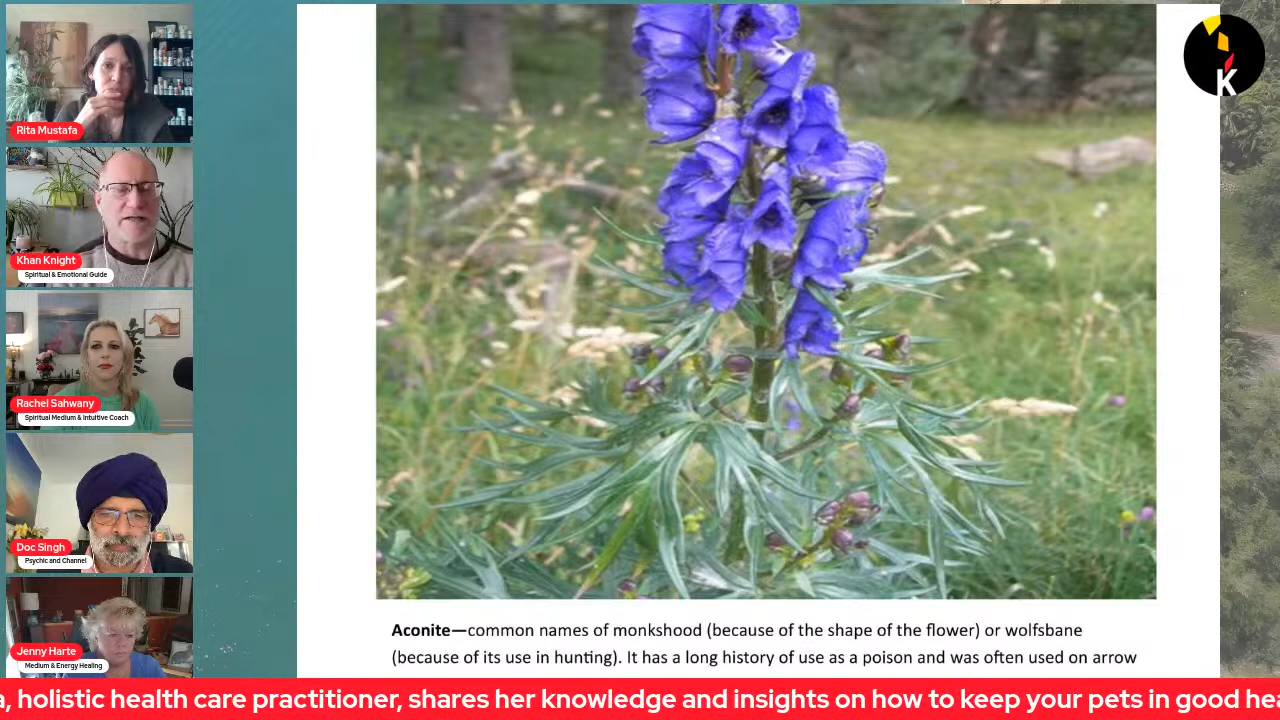 Rita Mustafa
Khan Knight
Spiritual & Emotional Guide
Rachel Sahwany
Spiritual Medium & Intuitive Coach
Doc Singh
Psychic and Channel
Jenny Harte
Medium & Energy Healing
K
Aconite—common names of monkshood (because of the shape of the flower) or wolfsbane
(because of its use in hunting). It has a long history of use as a poison and was often used on arrow
a, holistic health care practitioner, shares her knowledge and insights on how to keep your pets in good hea